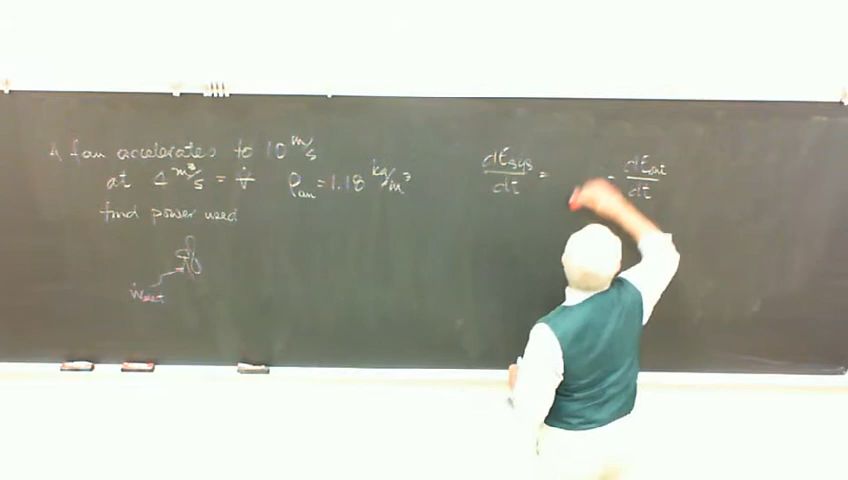 A fan accelerates to 10 m/s
at 4 m³/s = V̇ ρair = 1.18 kg/m³
find power used
Ẇelect
dEsys/dt = - dEout/dt